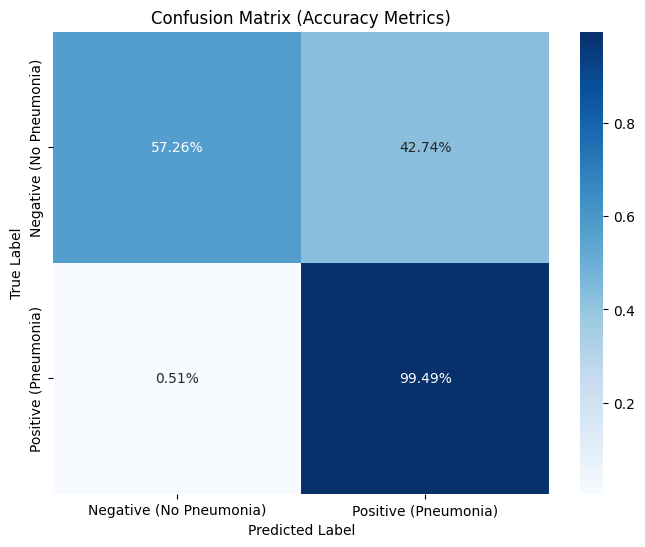 Confusion Matrix (Accuracy Metrics)
True Label
Negative (No Pneumonia)
Positive (Pneumonia)
57.26%
42.74%
0.51%
99.49%
Negative (No Pneumonia)
Positive (Pneumonia)
Predicted Label
0.8
0.6
0.4
0.2